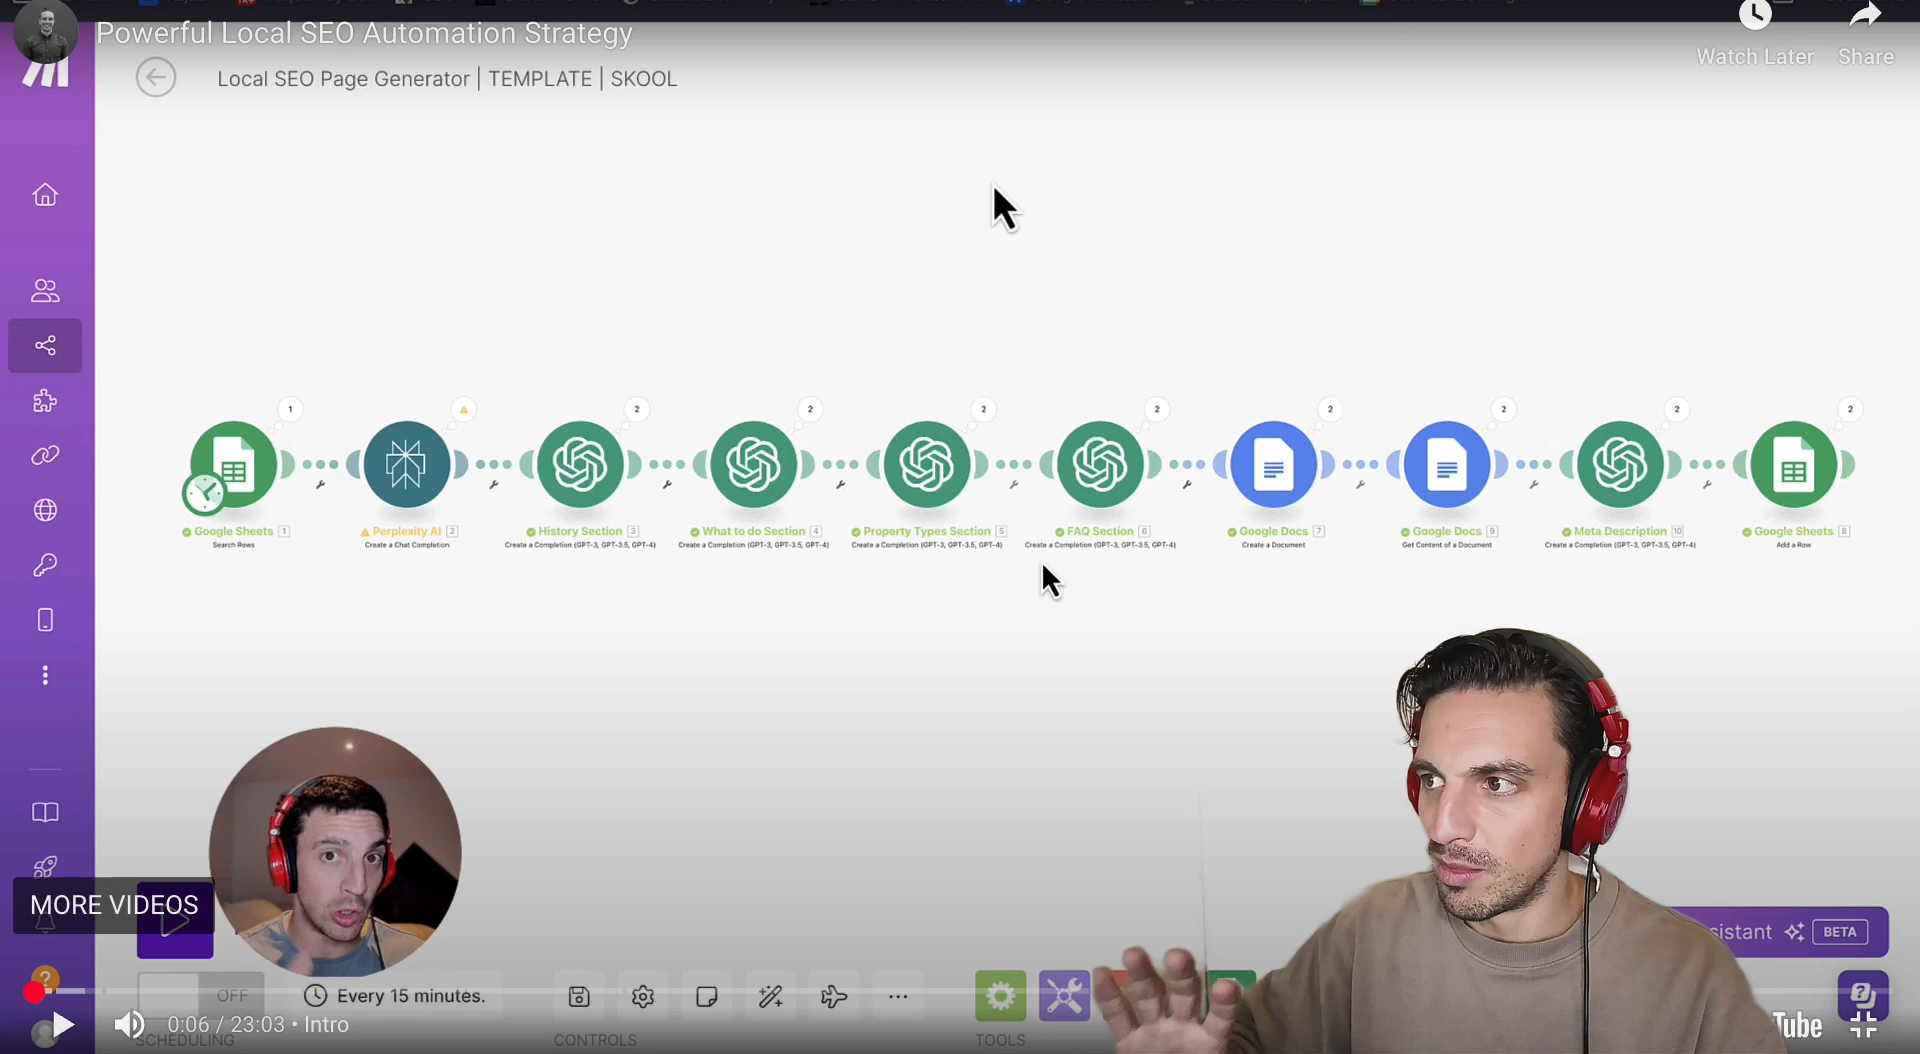 Powerful Local SEO Automation Strategy
Watch Later
Share
Local SEO Page Generator | TEMPLATE | SKOOL
1
2
2
2
2
2
2
2
2
Google Sheets 1
Search Rows
Perplexity AI 2
Create a Chat Completion
History Section 3
Create a Completion (GPT-3, GPT-3.5, GPT-4)
What to do Section 4
Create a Completion (GPT-3, GPT-3.5, GPT-4)
Property Types Section 5
Create a Completion (GPT-3, GPT-3.5, GPT-4)
FAQ Section 6
Create a Completion (GPT-3, GPT-3.5, GPT-4)
Google Docs 7
Create a Document
Google Docs 9
Get Content of a Document
Meta Description 10
Create a Completion (GPT-3, GPT-3.5, GPT-4)
Google Sheets 8
Add a Row
MORE VIDEOS
sistant
BETA
OFF
Every 15 minutes.
0:06 / 23:03 • Intro
Tube
SCHEDULING
CONTROLS
TOOLS